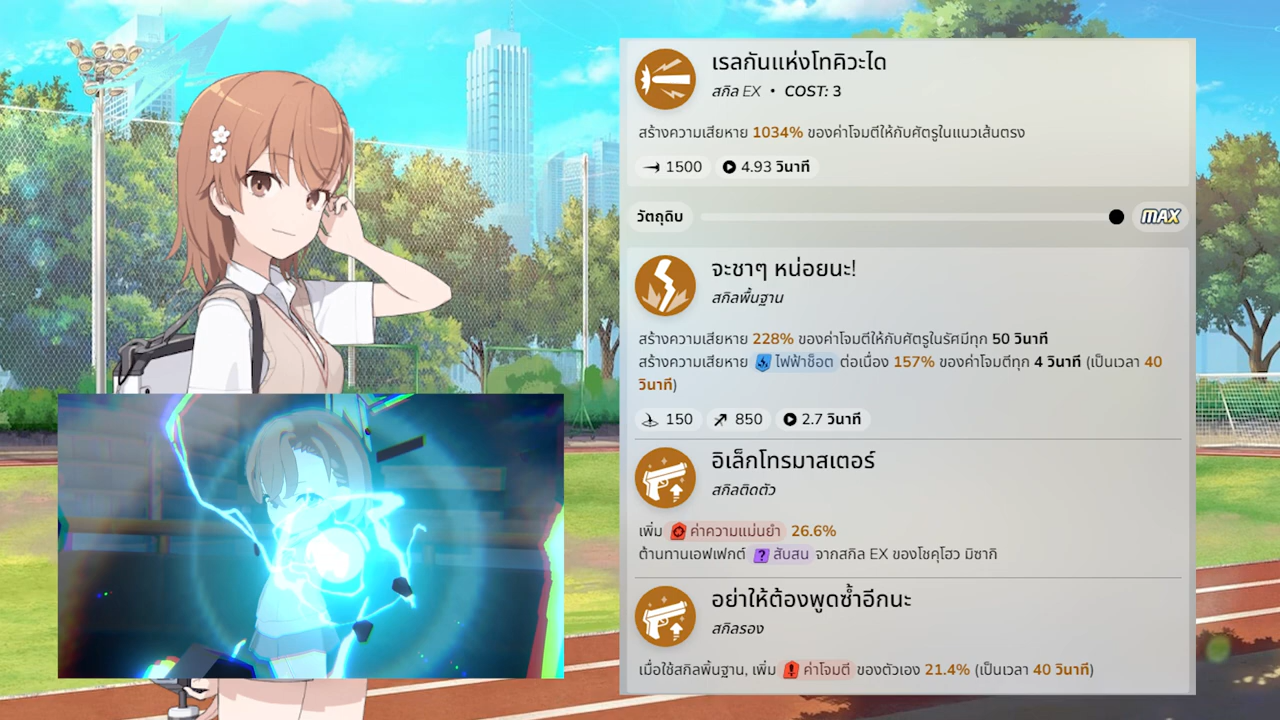 เรลกันแห่งโทคิวะได
สกิล EX • COST: 3
สร้างความเสียหาย 1034% ของค่าโจมตีให้กับศัตรูในแนวเส้นตรง
1500 4.93 วินาที
วัตถุดิบ MAX
จะชาๆ หน่อยนะ!
สกิลพื้นฐาน
สร้างความเสียหาย 228% ของค่าโจมตีให้กับศัตรูในรัศมีทุก 50 วินาที
สร้างความเสียหาย ไฟฟ้าช็อต ต่อเนื่อง 157% ของค่าโจมตีทุก 4 วินาที (เป็นเวลา 40
วินาที)
150 850 2.7 วินาที
อิเล็กโทรมาสเตอร์
สกิลติดตัว
เพิ่ม ค่าความแม่นยำ 26.6%
ต้านทานเอฟเฟกต์ สับสน จากสกิล EX ของโชคุโฮว มิซากิ
อย่าให้ต้องพูดซ้ำอีกนะ
สกิลรอง
เมื่อใช้สกิลพื้นฐาน, เพิ่ม ค่าโจมตี ของตัวเอง 21.4% (เป็นเวลา 40 วินาที)